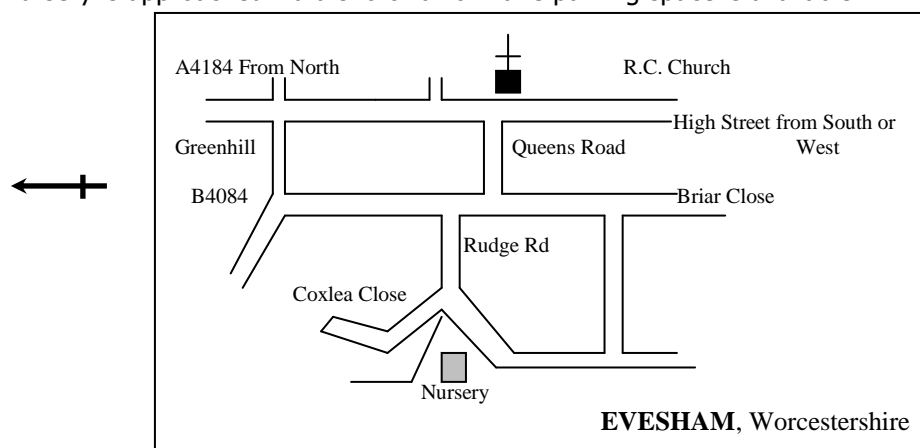 A4184 From North
R.C. Church
High Street from South or
West
Greenhill
Queens Road
B4084
Briar Close
Rudge Rd
Coxlea Close
Nursery
EVESHAM, Worcestershire